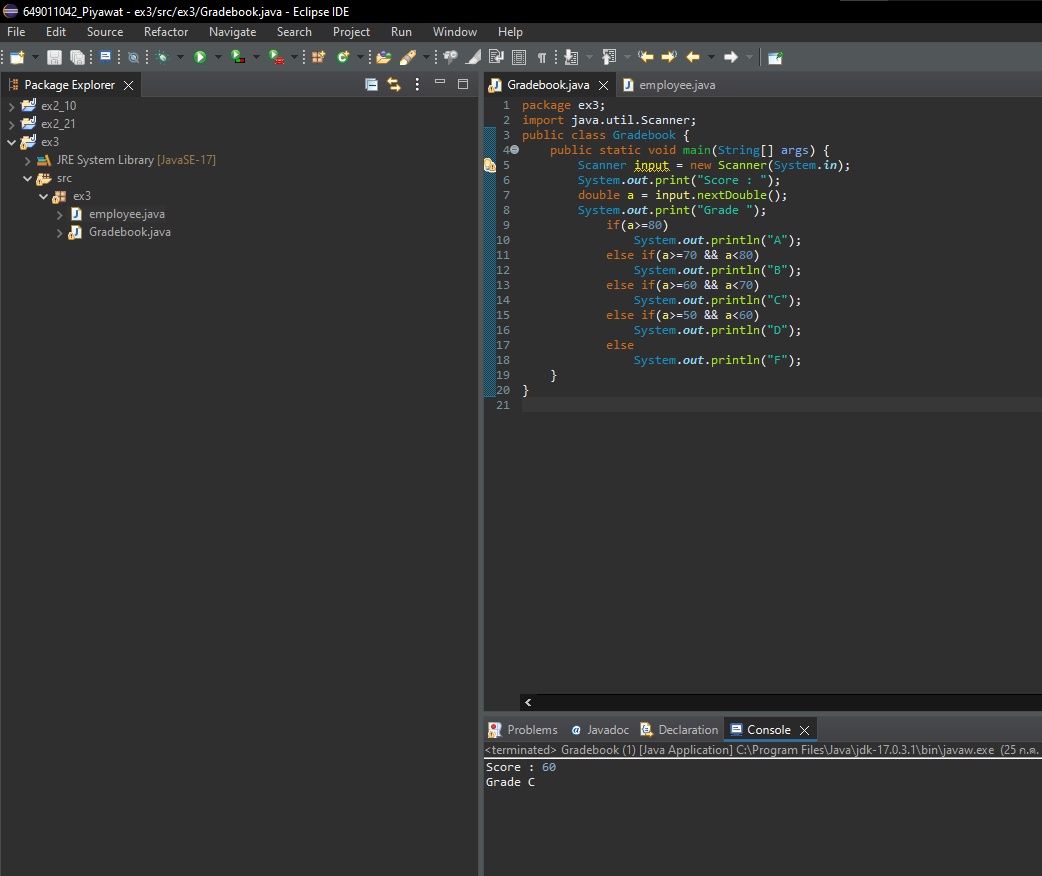 649011042_Piyawat - ex3/src/ex3/Gradebook.java - Eclipse IDE
File Edit Source Refactor Navigate Search Project Run Window Help
Package Explorer
ex2_10
ex2_21
ex3
JRE System Library [JavaSE-17]
src
ex3
employee.java
Gradebook.java
Gradebook.java employee.java
1 package ex3;
2 import java.util.Scanner;
3 public class Gradebook {
4 public static void main(String[] args) {
5 Scanner input = new Scanner(System.in);
6 System.out.print("Score : ");
7 double a = input.nextDouble();
8 System.out.print("Grade ");
9 if(a>=80)
10 System.out.println("A");
11 else if(a>=70 && a<80)
12 System.out.println("B");
13 else if(a>=60 && a<70)
14 System.out.println("C");
15 else if(a>=50 && a<60)
16 System.out.println("D");
17 else
18 System.out.println("F");
19 }
20 }
21
Problems Javadoc Declaration Console
<terminated> Gradebook (1) [Java Application] C:\Program Files\Java\jdk-17.0.3.1\bin\javaw.exe (25 ก.ค.
Score : 60
Grade C